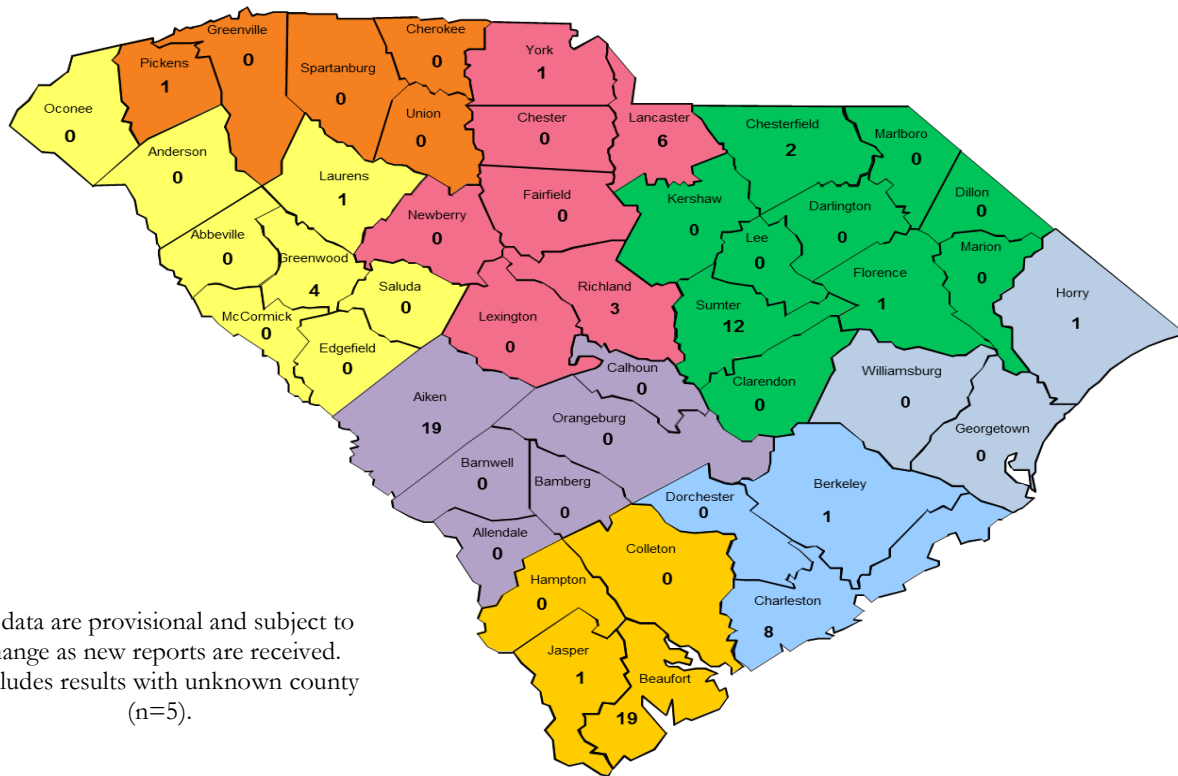 Greenville
0
Cherokee
0
Pickens
1
Spartanburg
0
York
1
Oconee
0
Union
0
Chester
0
Lancaster
6
Chesterfield
2
Marlboro
0
Anderson
0
Laurens
1
Newberry
0
Fairfield
0
Kershaw
0
Darlington
0
Dillon
0
Abbeville
0
Greenwood
4
Saluda
0
Lee
0
Marion
0
Florence
1
Richland
3
Sumter
12
Horry
1
McCormick
0
Edgefield
0
Lexington
0
Calhoun
0
Clarendon
0
Williamsburg
0
Aiken
19
Orangeburg
0
Georgetown
0
Barnwell
0
Bamberg
0
Dorchester
0
Berkeley
1
Allendale
0
Colleton
0
Hampton
0
Charleston
8
Jasper
1
Beaufort
19
data are provisional and subject to
ange as new reports are received.
ludes results with unknown county
(n=5).